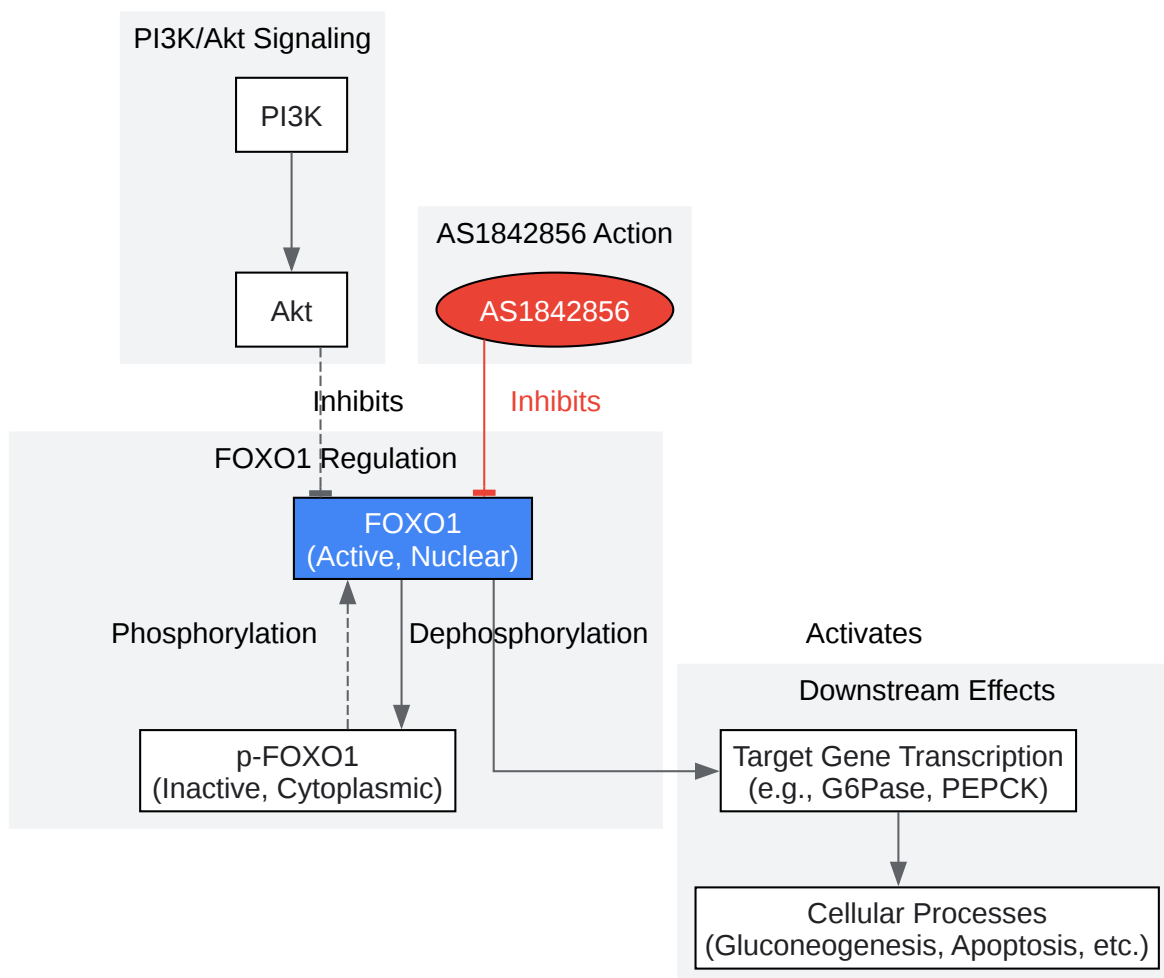 PI3K/Akt Signaling
PI3K
AS1842856 Action
Akt
AS1842856
Inhibits
Inhibits
FOXO1 Regulation
FOXO1
(Active, Nuclear)
Phosphorylation
Dephosphorylation
Activates
Downstream Effects
p-FOXO1
(Inactive, Cytoplasmic)
Target Gene Transcription
(e.g., G6Pase, PEPCK)
Cellular Processes
(Gluconeogenesis, Apoptosis, etc.)